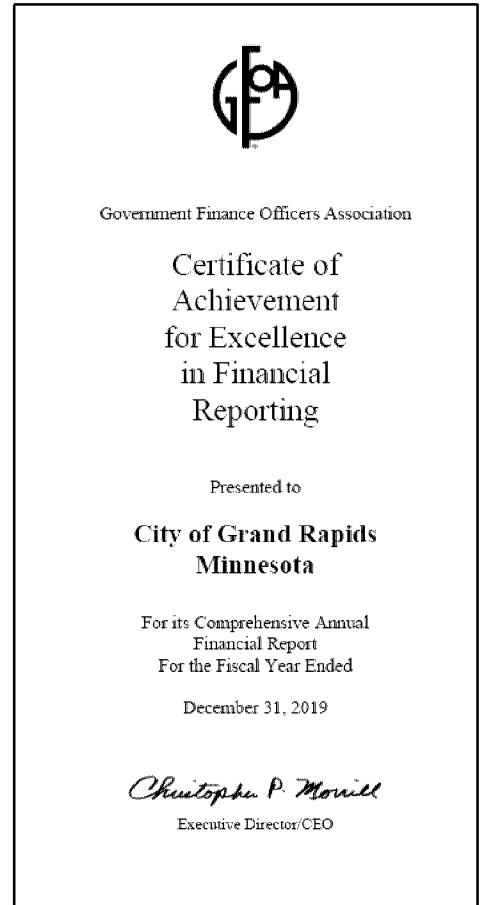 GFOA
Government Finance Officers Association
Certificate of
Achievement
for Excellence
in Financial
Reporting
Presented to
City of Grand Rapids
Minnesota
For its Comprehensive Annual
Financial Report
For the Fiscal Year Ended
December 31, 2019
Christopher P. Morrill
Executive Director/CEO